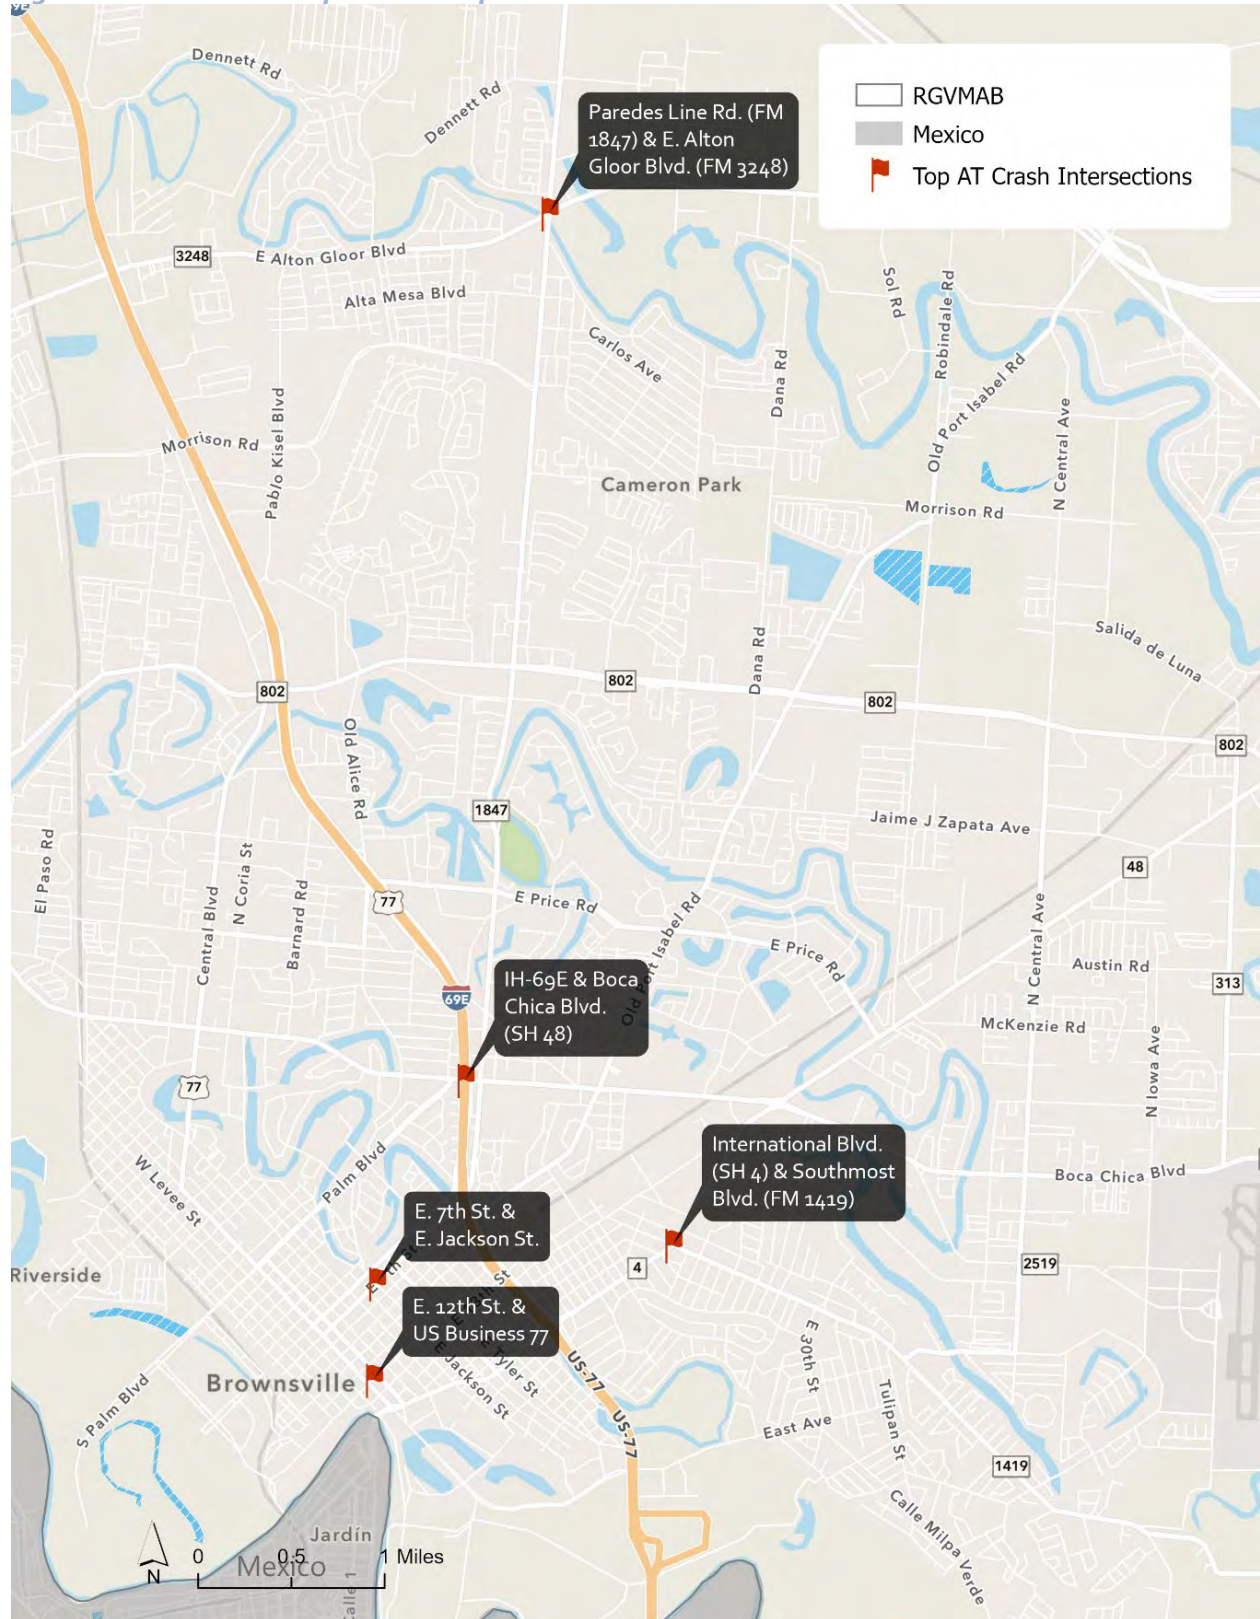 9E
Dennett Rd
Dennett Rd
Paredes Line Rd. (FM
1847) & E. Alton
Gloor Blvd. (FM 3248)
RGVMAB
Mexico
Top AT Crash Intersections
3248
E Alton Gloor Blvd
Alta Mesa Blvd
Sol Rd
Robindale Rd
Carlos Ave
Dana Rd
Old Port Isabel Rd
N Central Ave
Pablo Kisel Blvd
Morrison Rd
Cameron Park
Morrison Rd
Salida de Luna
Dana Rd
802
802
802
802
Old Alice Rd
1847
Jaime J Zapata Ave
48
El Paso Rd
N Coria St
Central Blvd
Barnard Rd
77
E Price Rd
Old Port Isabel Rd
E Price Rd
N Central Ave
Austin Rd
313
IH-69E & Boca
Chica Blvd.
(SH 48)
69E
McKenzie Rd
N Iowa Ave
77
International Blvd.
(SH 4) & Southmost
Blvd. (FM 1419)
Palm Blvd
W Levee St
Boca Chica Blvd
E. 7th St. &
E. Jackson St.
4
2519
Riverside
E. 12th St. &
US Business 77
E 30th St
E Jackson St
E Tyler St
US-77
Brownsville
S Palm Blvd
US-77
East Ave
Tulipan St
1419
Calle Milpa Verde
Jardín
N
0
0.5
1 Miles
Mexico
alle 1